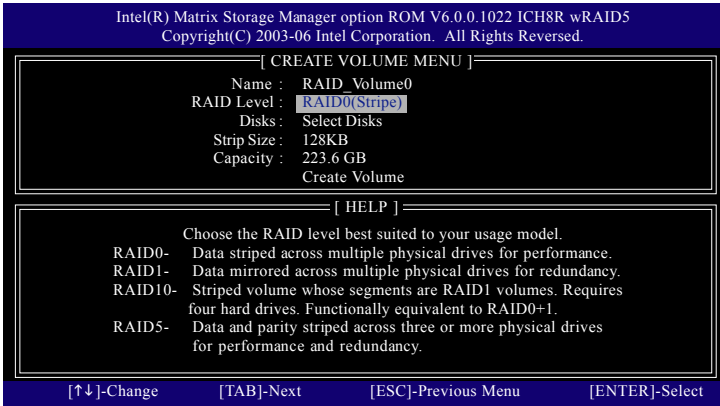 Intel(R) Matrix Storage Manager option ROM V6.0.0.1022 ICH8R wRAID5
Copyright(C) 2003-06 Intel Corporation. All Rights Reversed.
[ CREATE VOLUME MENU ]
Name : RAID_Volume0
RAID Level : RAID0(Stripe)
Disks : Select Disks
Strip Size : 128KB
Capacity : 223.6 GB
Create Volume
[ HELP ]
Choose the RAID level best suited to your usage model.
RAID0- Data striped across multiple physical drives for performance.
RAID1- Data mirrored across multiple physical drives for redundancy.
RAID10- Striped volume whose segments are RAID1 volumes. Requires
four hard drives. Functionally equivalent to RAID0+1.
RAID5- Data and parity striped across three or more physical drives
for performance and redundancy.
[↑↓]-Change [TAB]-Next [ESC]-Previous Menu [ENTER]-Select